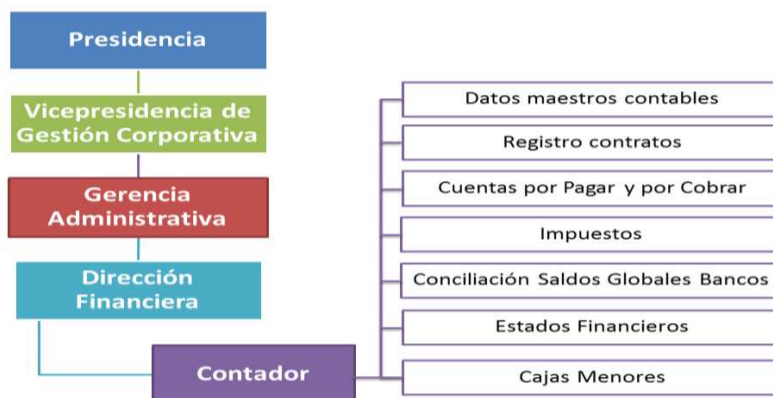 Presidencia
Vicepresidencia de
Gestión Corporativa
Gerencia
Administrativa
Dirección
Financiera
Contador
Datos maestros contables
Registro contratos
Cuentas por Pagar y por Cobrar
Impuestos
Conciliación Saldos Globales Bancos
Estados Financieros
Cajas Menores